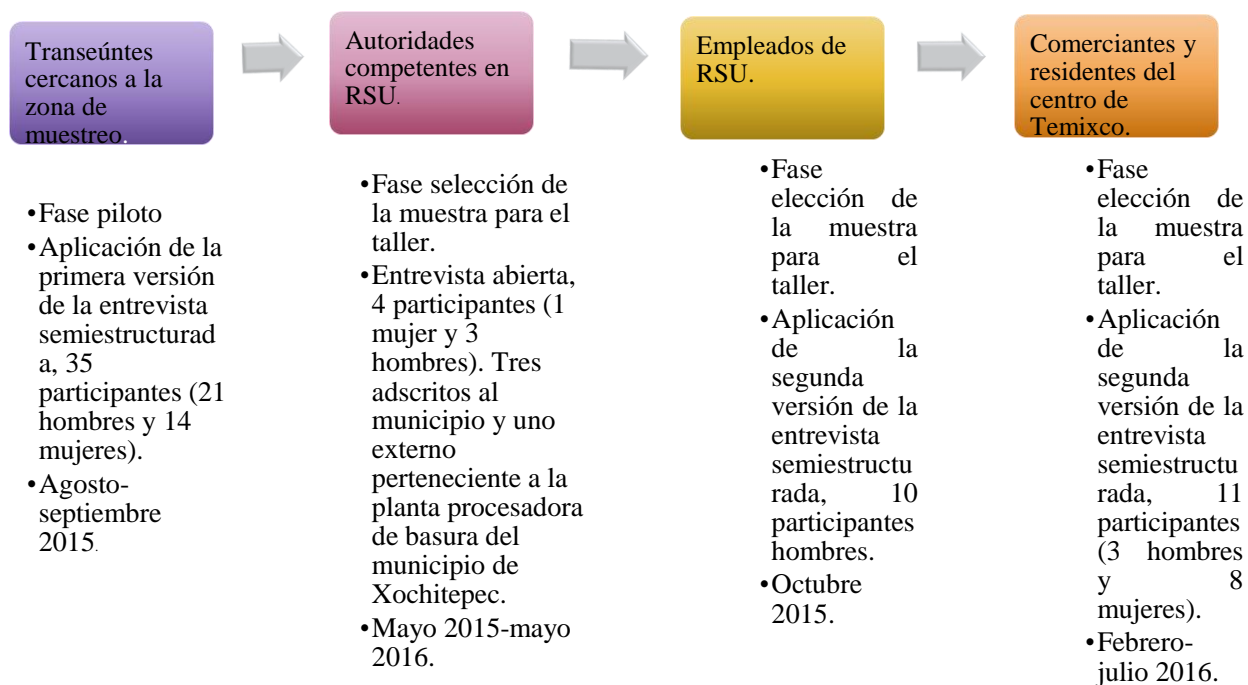 Transeúntes
cercanos a la
zona de
muestreo.
•Fase piloto
•Aplicación de la
primera versión
de la entrevista
semiestructurad
a, 35
participantes (21
hombres y 14
mujeres).
•Agosto-
septiembre
2015.
Autoridades
competentes en
RSU.
•Fase selección de
la muestra para el
taller.
•Entrevista abierta,
4 participantes (1
mujer y 3
hombres). Tres
adscritos al
municipio y uno
externo
perteneciente a la
planta procesadora
de basura del
municipio de
Xochitepec.
•Mayo 2015-mayo
2016.
Empleados de
RSU.
•Fase
elección de
la muestra
para el
taller.
•Aplicación
de la
segunda
versión de la
entrevista
semiestructu
rada, 10
participantes
hombres.
•Octubre
2015.
Comerciantes y
residentes del
centro de
Temixco.
•Fase
elección de
la muestra
para el
taller.
•Aplicación
de la
segunda
versión de la
entrevista
semiestructu
rada, 11
participantes
(3 hombres
y 8
mujeres).
•Febrero-
julio 2016.